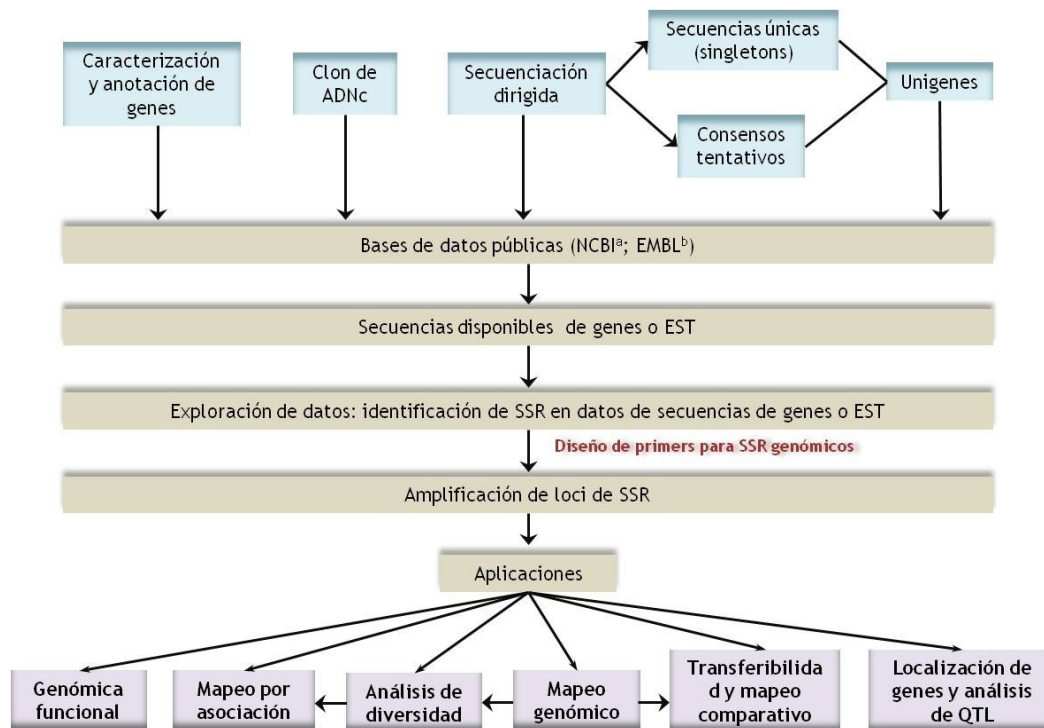 Caracterización
y anotación de
genes
Clon de
ADNc
Secuenciación
dirigida
Secuencias únicas
(singletons)
Consensos
tentativos
Unigenes
Bases de datos públicas (NCBIᵃ; EMBLᵇ)
Secuencias disponibles de genes o EST
Exploración de datos: identificación de SSR en datos de secuencias de genes o EST
Diseño de primers para SSR genómicos
Amplificación de loci de SSR
Aplicaciones
Genómica
funcional
Mapeo por
asociación
Análisis de
diversidad
Mapeo
genómico
Transferibilida
d y mapeo
comparativo
Localización de
genes y análisis
de QTL